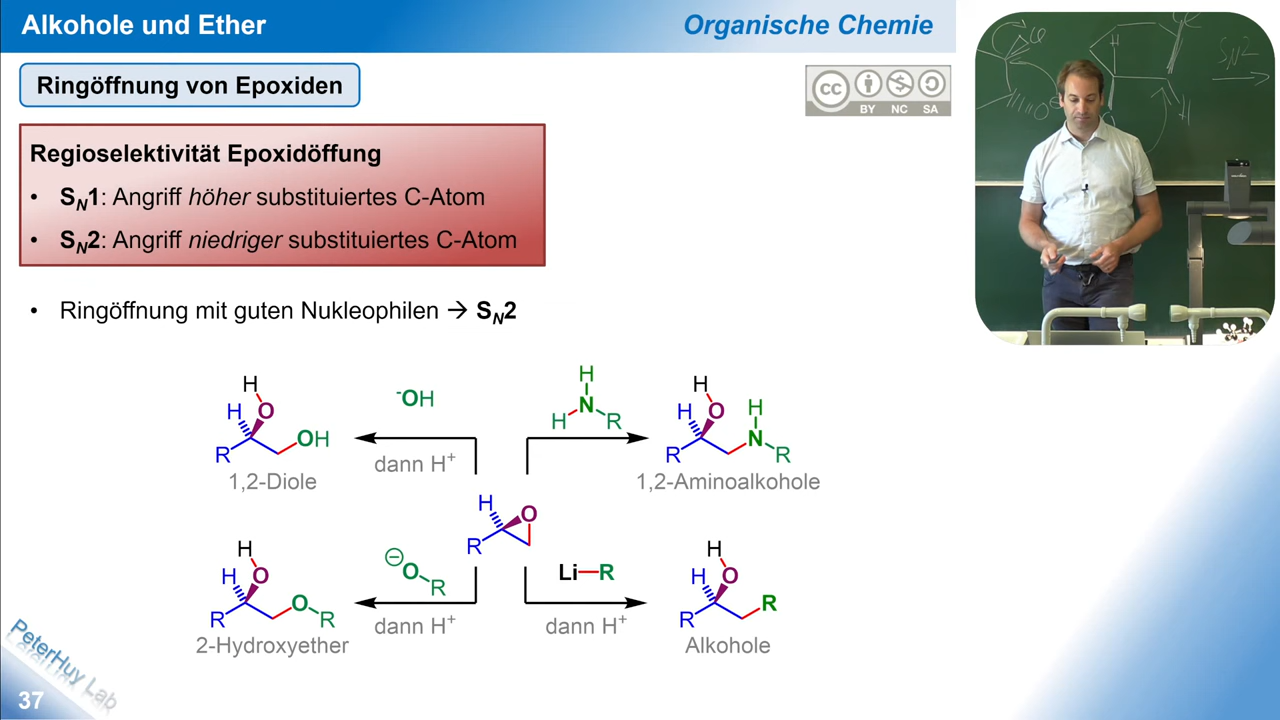 Alkohole und Ether
Organische Chemie
Ringöffnung von Epoxiden
CC BY NC SA
Regioselektivität Epoxidöffung
• SN1: Angriff höher substituiertes C-Atom
• SN2: Angriff niedriger substituiertes C-Atom
• Ringöffnung mit guten Nukleophilen → SN2
H
H O
R OH
1,2-Diole
-OH
dann H+
H
H N R
H
H O H
R N R
1,2-Aminoalkohole
H O
R
H
H O
R O R
2-Hydroxyether
⊖O R
dann H+
Li—R
dann H+
H
H O
R R
Alkohole
PeterHuy Lab
37
SN2
H